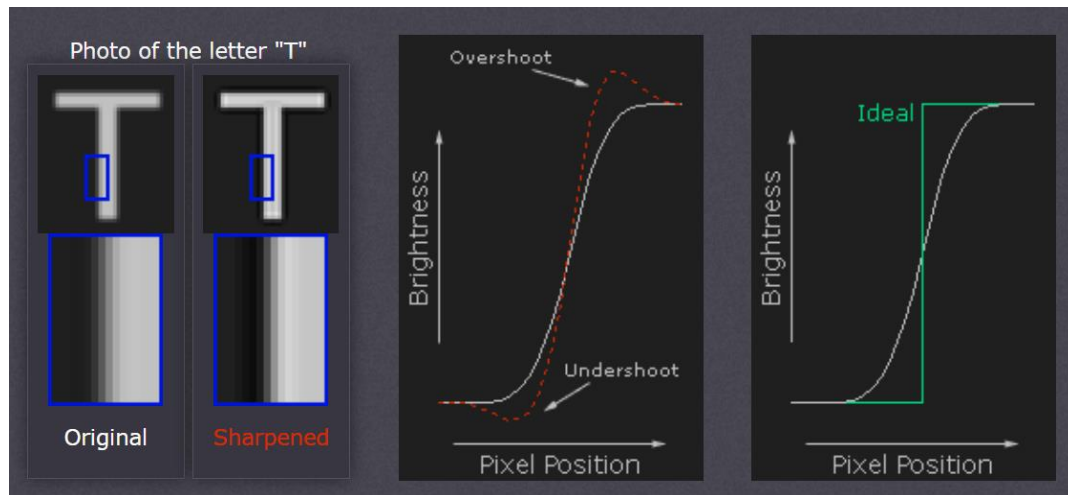 Photo of the letter "T"
T
T
Original
Sharpened
Overshoot
Undershoot
Brightness
Pixel Position
Ideal
Brightness
Pixel Position